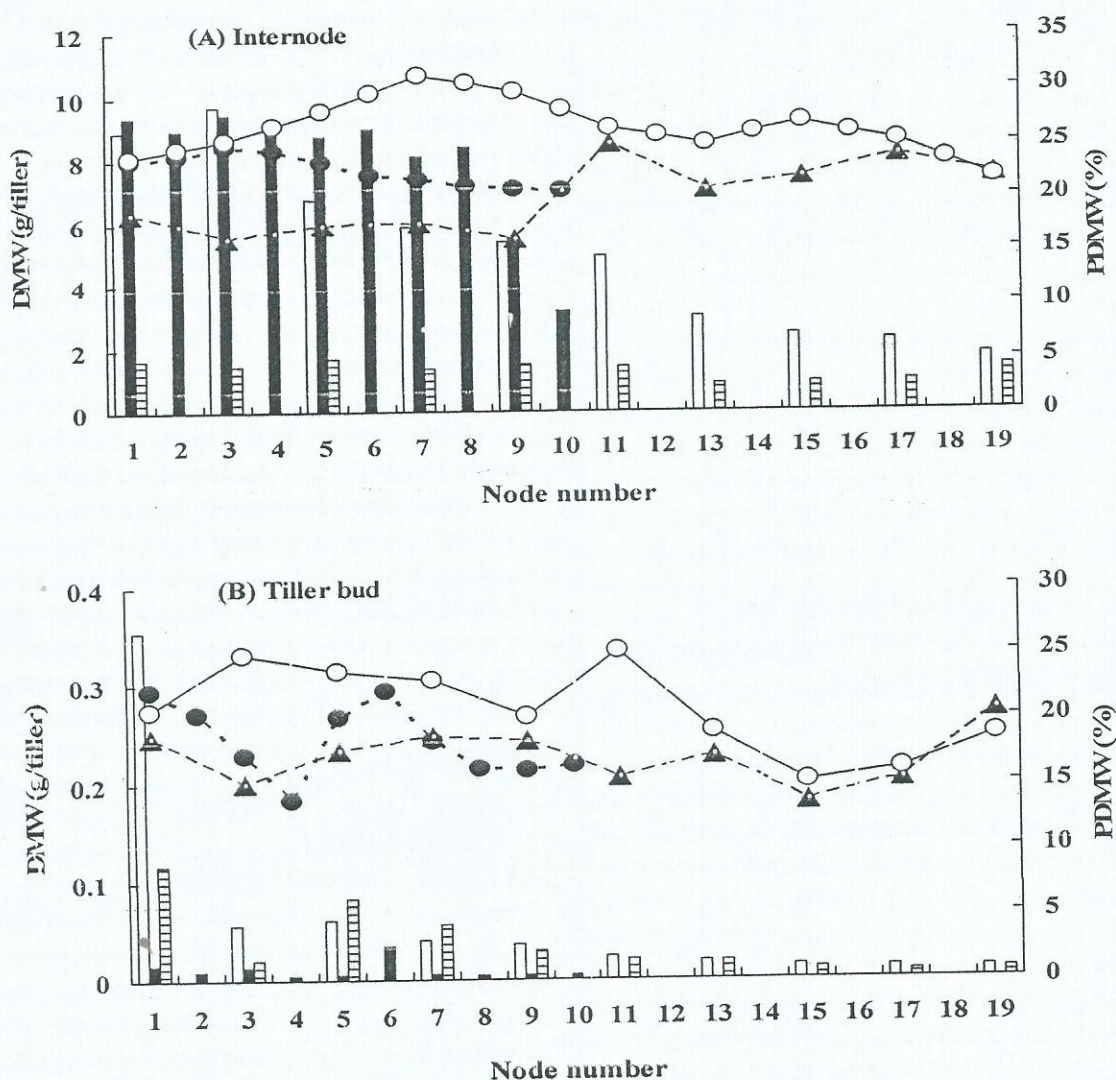 (A) Internode
DMW(g/tiller)
12
10
8
6
4
2
0
PDMW(%)
35
30
25
20
15
10
5
0
1 2 3 4 5 6 7 8 9 10 11 12 13 14 15 16 17 18 19
Node number
(B) Tiller bud
DMW(g/tiller)
0.4
0.3
0.2
0.1
0
PDMW(%)
30
25
20
15
10
5
0
1 2 3 4 5 6 7 8 9 10 11 12 13 14 15 16 17 18 19
Node number